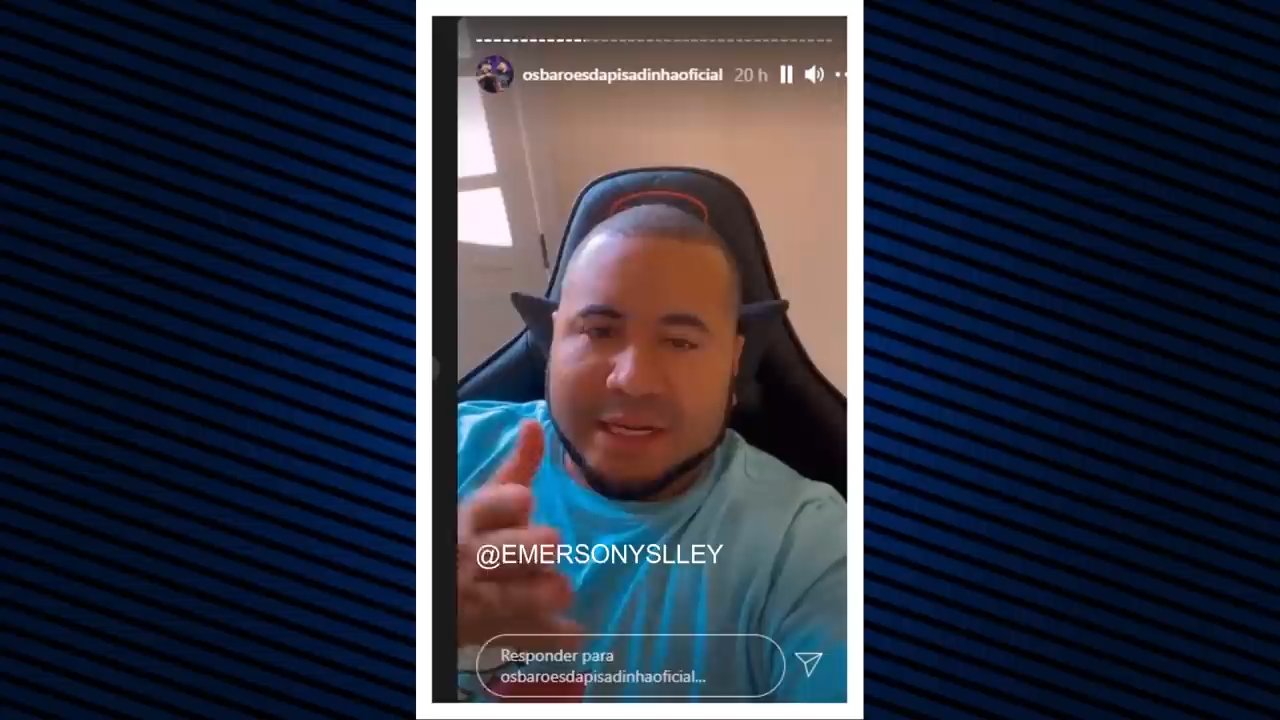 osbaroesdapisadinhaoficial 20 h
@EMERSONYSLLEY
Responder para
osbaroesdapisadinhaoficial...